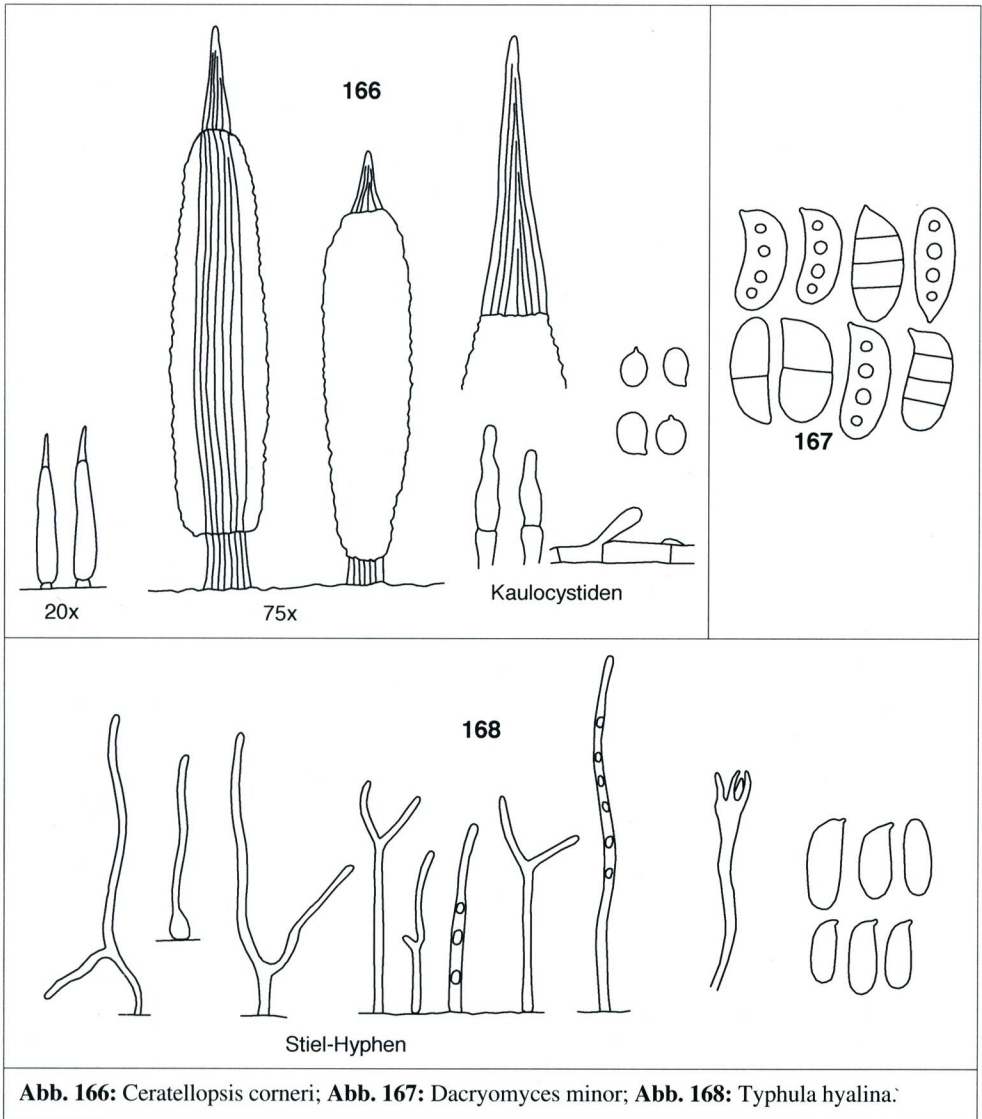 166
167
20x
75x
Kaulocystiden
168
Stiel-Hyphen
Abb. 166: Ceratellopsis corneri; Abb. 167: Dacryomyces minor; Abb. 168: Typhula hyalina.